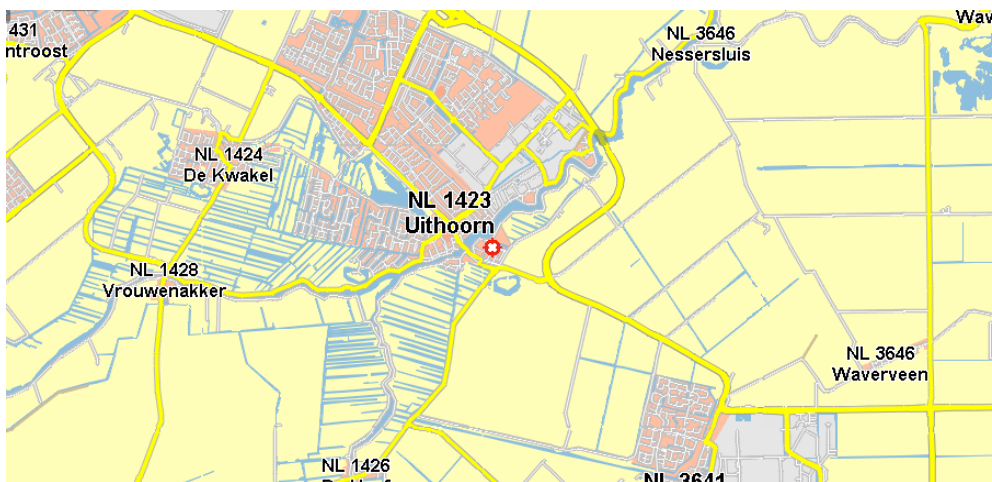 431
ntroost
NL 3646
Nessersluis
Wav
NL 1424
De Kwakel
NL 1423
Uithoorn
NL 1428
Vrouwenakker
NL 3646
Waverveen
NL 1426
NL 3641